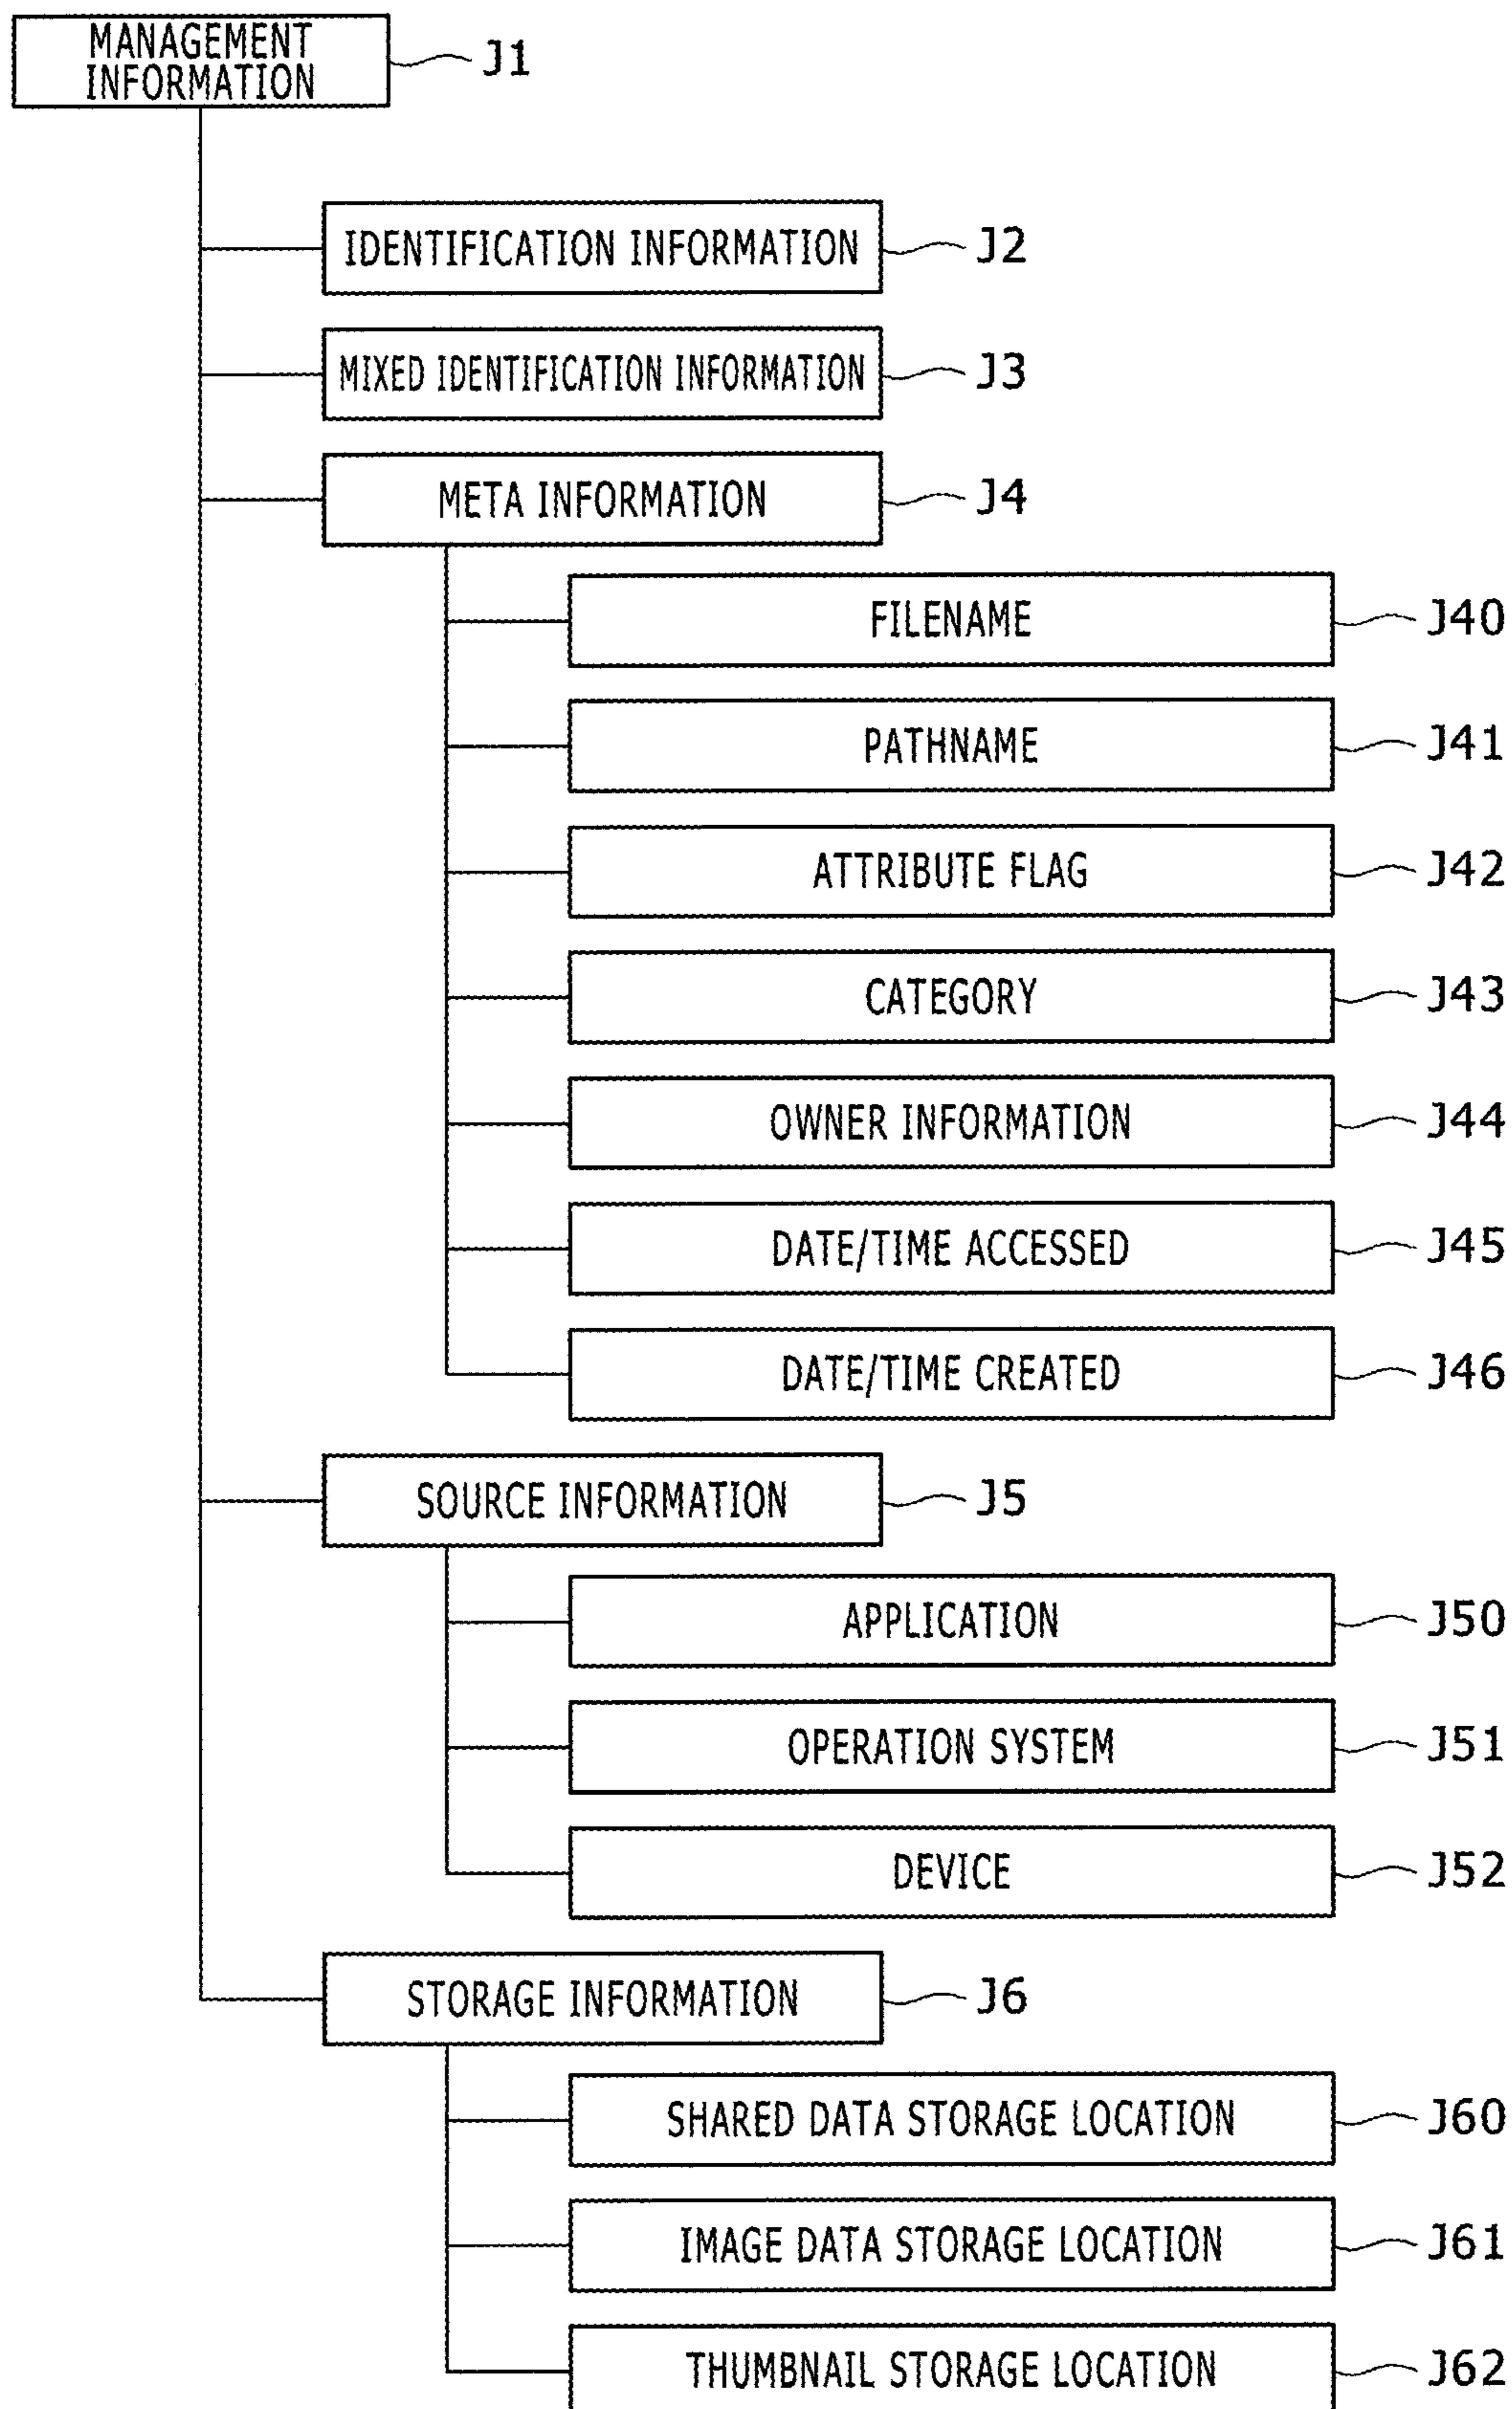 MANAGEMENT
INFORMATION
J1
IDENTIFICATION INFORMATION J2
MIXED IDENTIFICATION INFORMATION J3
META INFORMATION J4
FILENAME J40
PATHNAME J41
ATTRIBUTE FLAG J42
CATEGORY J43
OWNER INFORMATION J44
DATE/TIME ACCESSED J45
DATE/TIME CREATED J46
SOURCE INFORMATION J5
APPLICATION J50
OPERATION SYSTEM J51
DEVICE J52
STORAGE INFORMATION J6
SHARED DATA STORAGE LOCATION J60
IMAGE DATA STORAGE LOCATION J61
THUMBNAIL STORAGE LOCATION J62